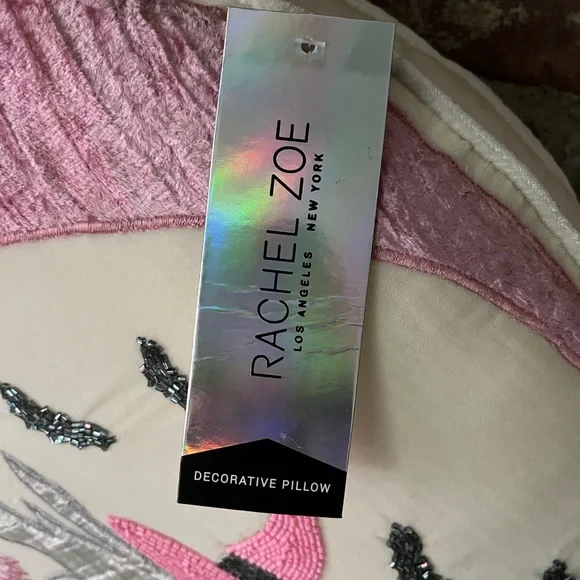 RACHEL ZOE
LOS ANGELES NEW YORK
DECORATIVE PILLOW